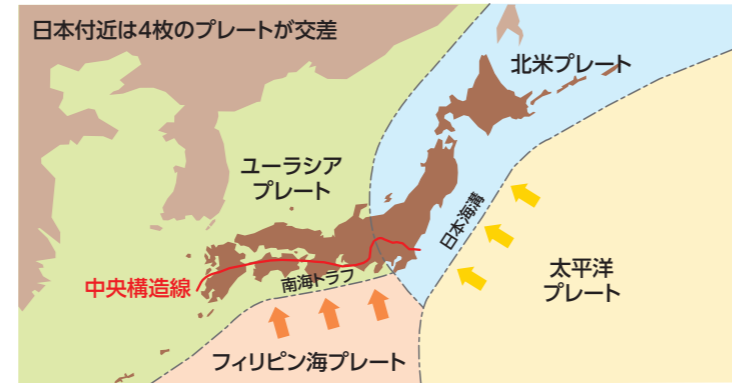 日本付近は4枚のプレートが交差
北米プレート
ユーラシア
プレート
日本海溝
中央構造線
南海トラフ
太平洋
プレート
フィリピン海プレート